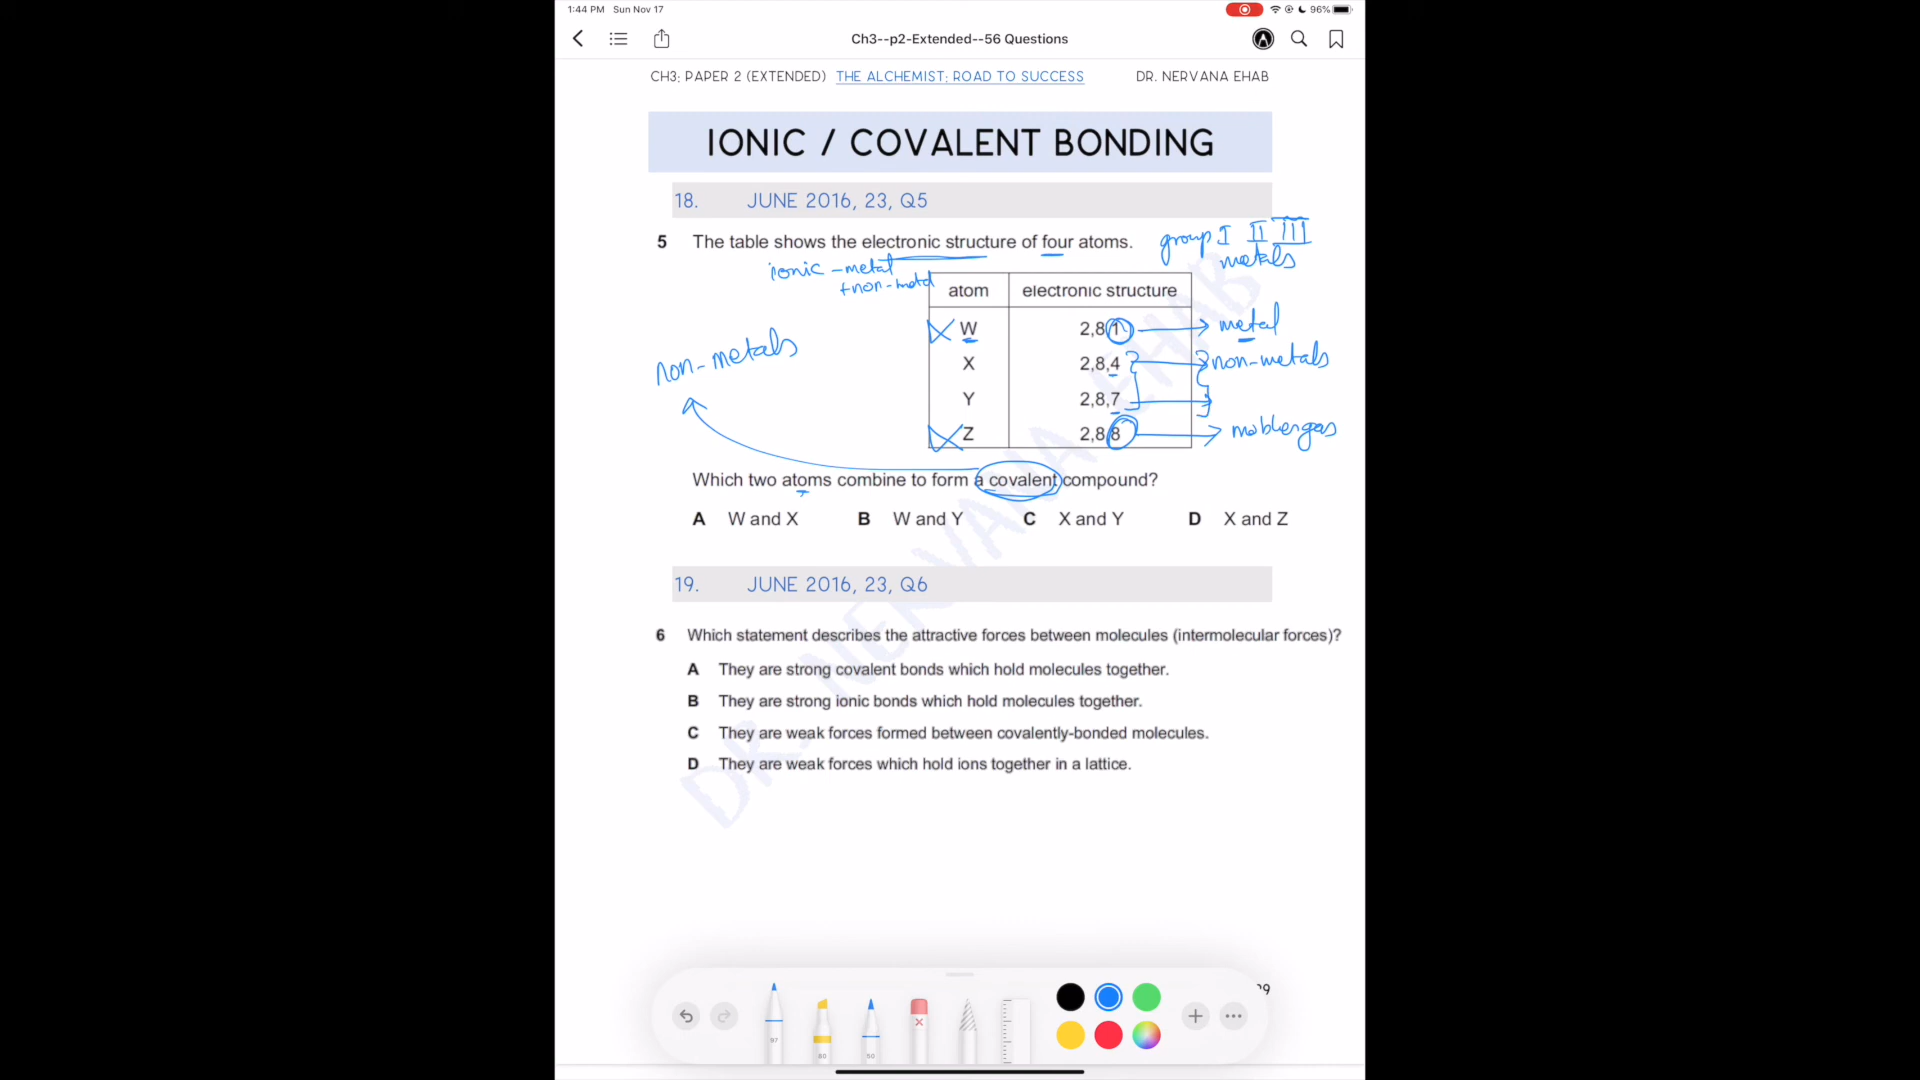 1:44 PM Sun Nov 17
96%
Ch3--p2-Extended--56 Questions
CH3; PAPER 2 (EXTENDED) THE ALCHEMIST; ROAD TO SUCCESS DR. NERVANA EHAB
IONIC / COVALENT BONDING
18. JUNE 2016, 23, Q5
5 The table shows the electronic structure of four atoms.
group I II III
metals
ionic - metal
+ non-metal
atom electronic structure
W 2,8,1 metal
X 2,8,4 non-metals
Y 2,8,7
Z 2,8,8
non-metals
Which two atoms combine to form a covalent compound?
A W and X B W and Y C X and Y D X and Z
19. JUNE 2016, 23, Q6
6 Which statement describes the attractive forces between molecules (intermolecular forces)?
A They are strong covalent bonds which hold molecules together.
B They are strong ionic bonds which hold molecules together.
C They are weak forces formed between covalently-bonded molecules.
D They are weak forces which hold ions together in a lattice.
DR. NERVANA EHAB
97
80
50